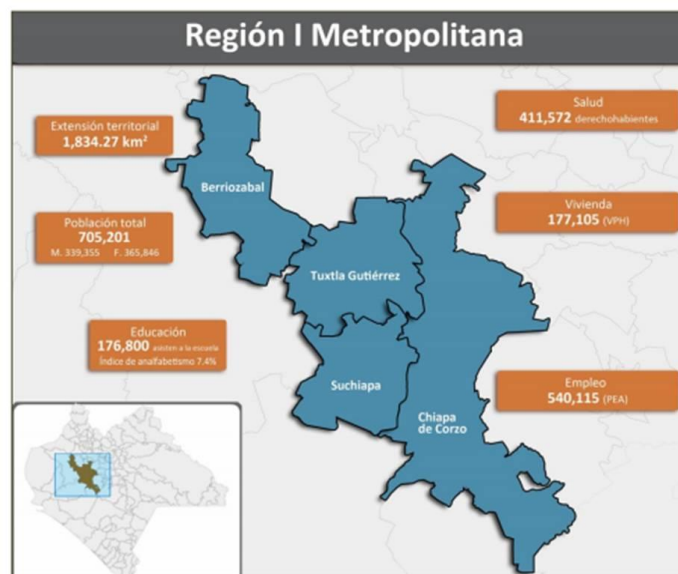 Región I Metropolitana
Extensión territorial
1,834.27 km²
Salud
411,572 derechohabientes
Berriozabal
Vivienda
177,105 (VPH)
Población total
705,201
M. 339,355 F. 365,846
Tuxtla Gutiérrez
Educación
176,800 asisten a la escuela
Índice de analfabetismo 7.4%
Suchiapa
Empleo
540,115 (PEA)
Chiapa
de Corzo